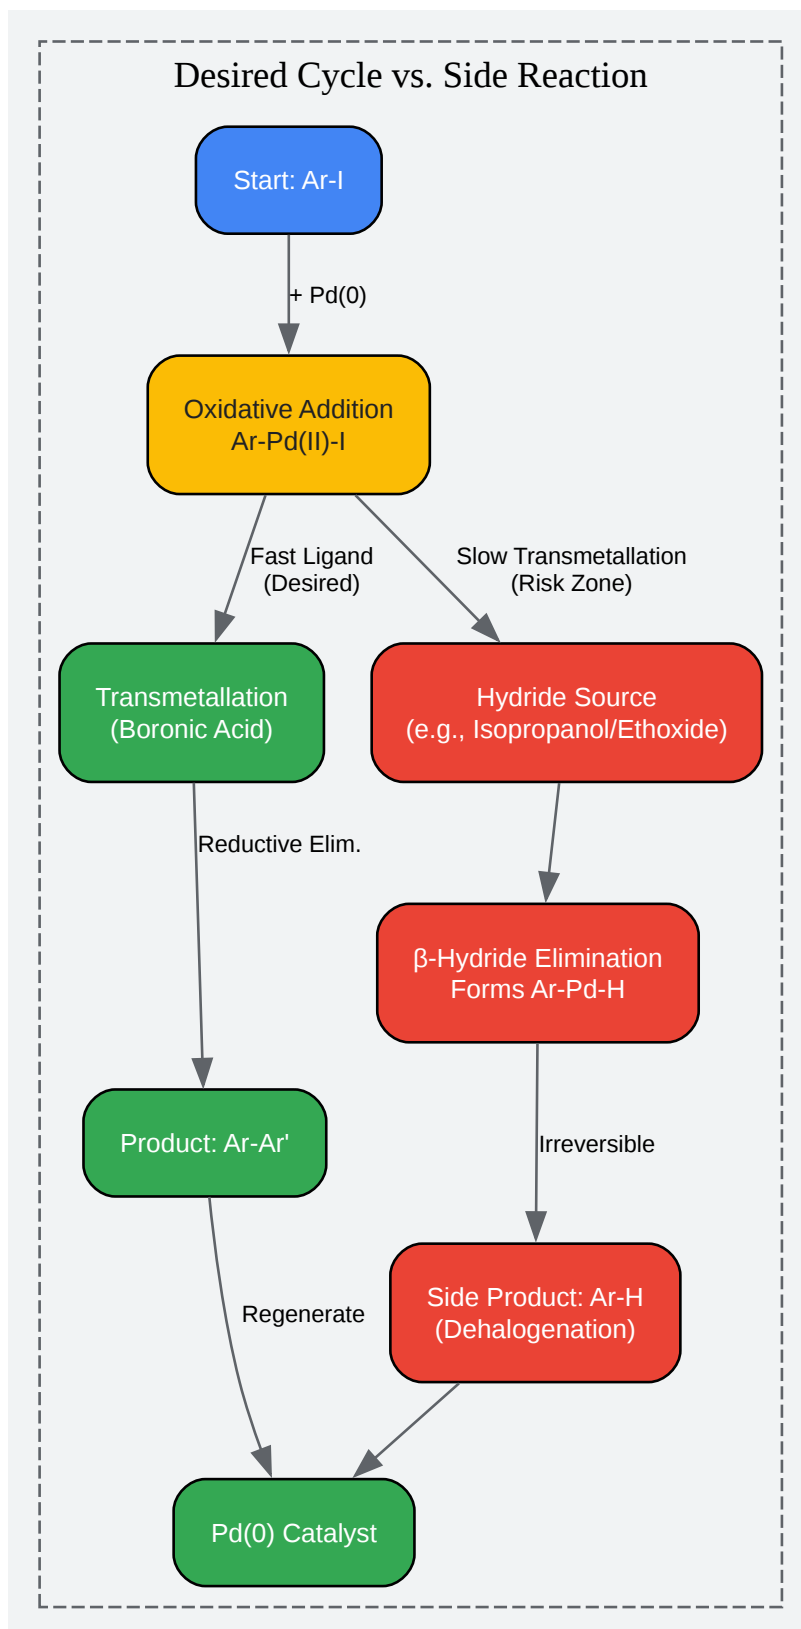 Desired Cycle vs. Side Reaction
Start: Ar-I
+ Pd(0)
Oxidative Addition
Ar-Pd(II)-I
Fast Ligand
(Desired)
Slow Transmetallation
(Risk Zone)
Transmetallation
(Boronic Acid)
Hydride Source
(e.g., Isopropanol/Ethoxide)
Reductive Elim.
β-Hydride Elimination
Forms Ar-Pd-H
Product: Ar-Ar'
Irreversible
Side Product: Ar-H
(Dehalogenation)
Regenerate
Pd(0) Catalyst